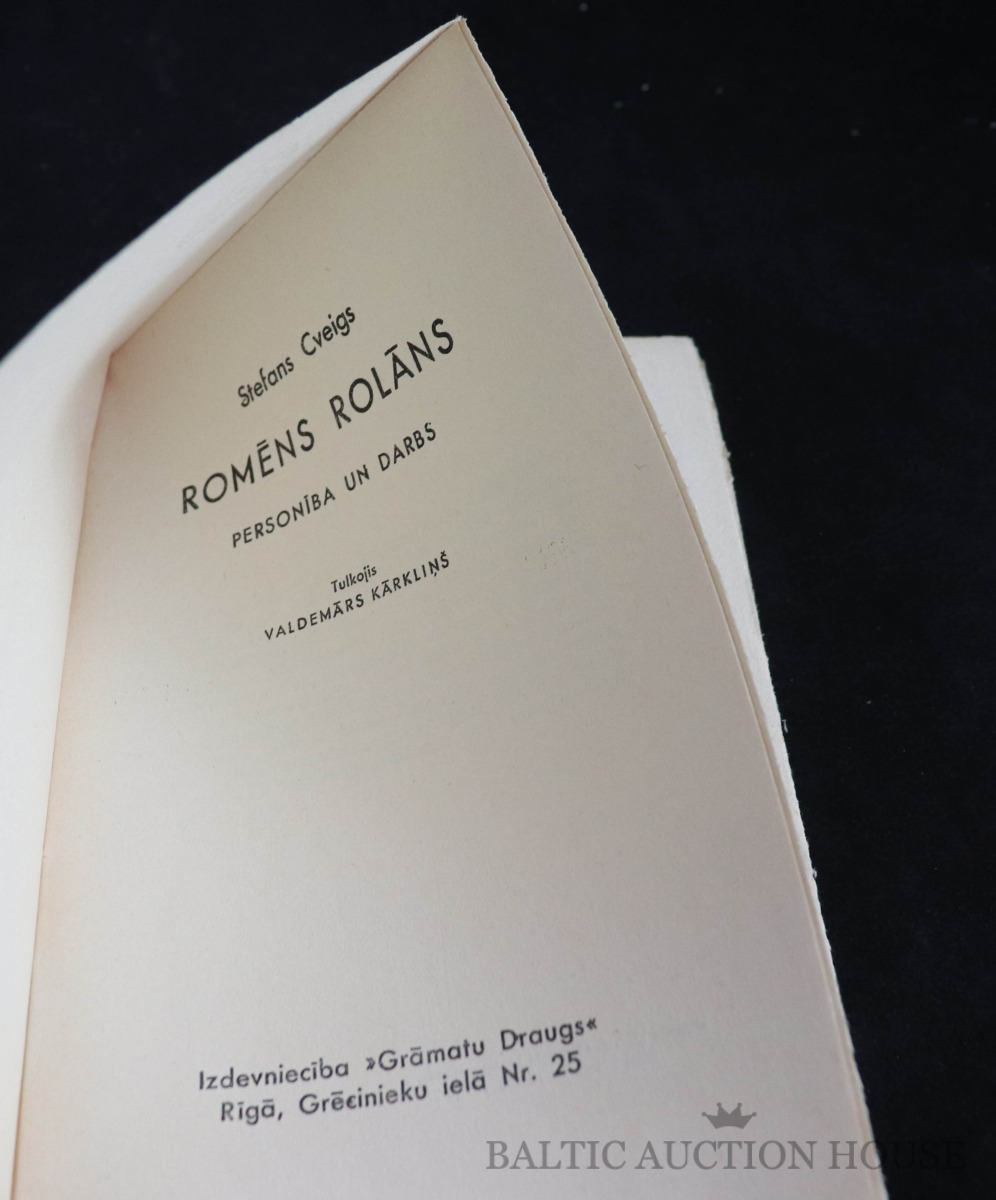 Stefans Cveigs
ROMĒNS ROLĀNS
PERSONĪBA UN DARBS
Tulkojis
VALDEMĀRS KĀRKLIŅŠ
Izdevniecība »Grāmatu Draugs«
Rīgā, Grēcinieku ielā Nr. 25
BALTIC AUCTION HOUSE